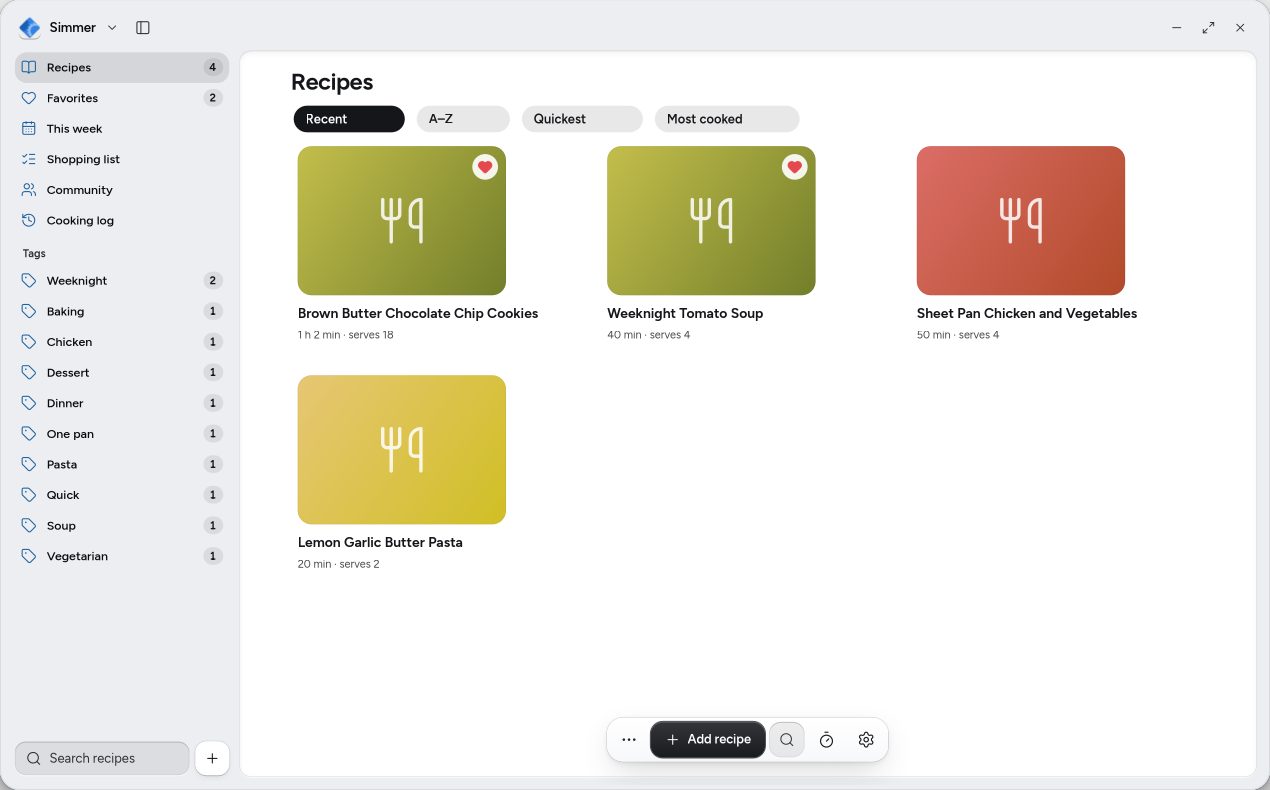 Simmer
Recipes 4
Favorites 2
This week
Shopping list
Community
Cooking log
Tags
Weeknight 2
Baking 1
Chicken 1
Dessert 1
Dinner 1
One pan 1
Pasta 1
Quick 1
Soup 1
Vegetarian 1
Search recipes
Recipes
Recent A–Z Quickest Most cooked
Brown Butter Chocolate Chip Cookies
1 h 2 min · serves 18
Weeknight Tomato Soup
40 min · serves 4
Sheet Pan Chicken and Vegetables
50 min · serves 4
Lemon Garlic Butter Pasta
20 min · serves 2
Add recipe